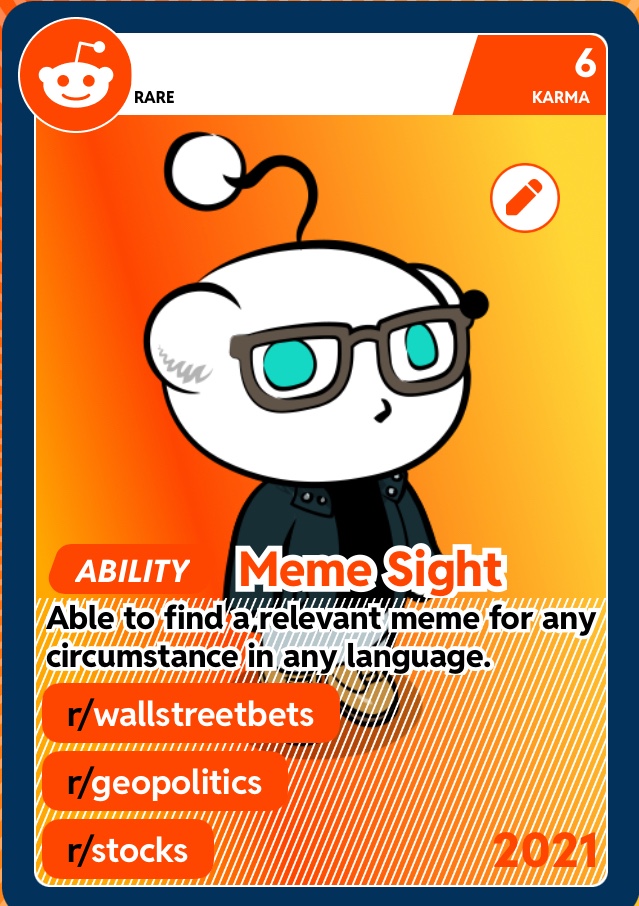 6
RARE
KARMA
ABILITY
Meme Sight
Able to find a relevant meme for any
circumstance in any language.
r/wallstreetbets
r/geopolitics
r/stocks
2021